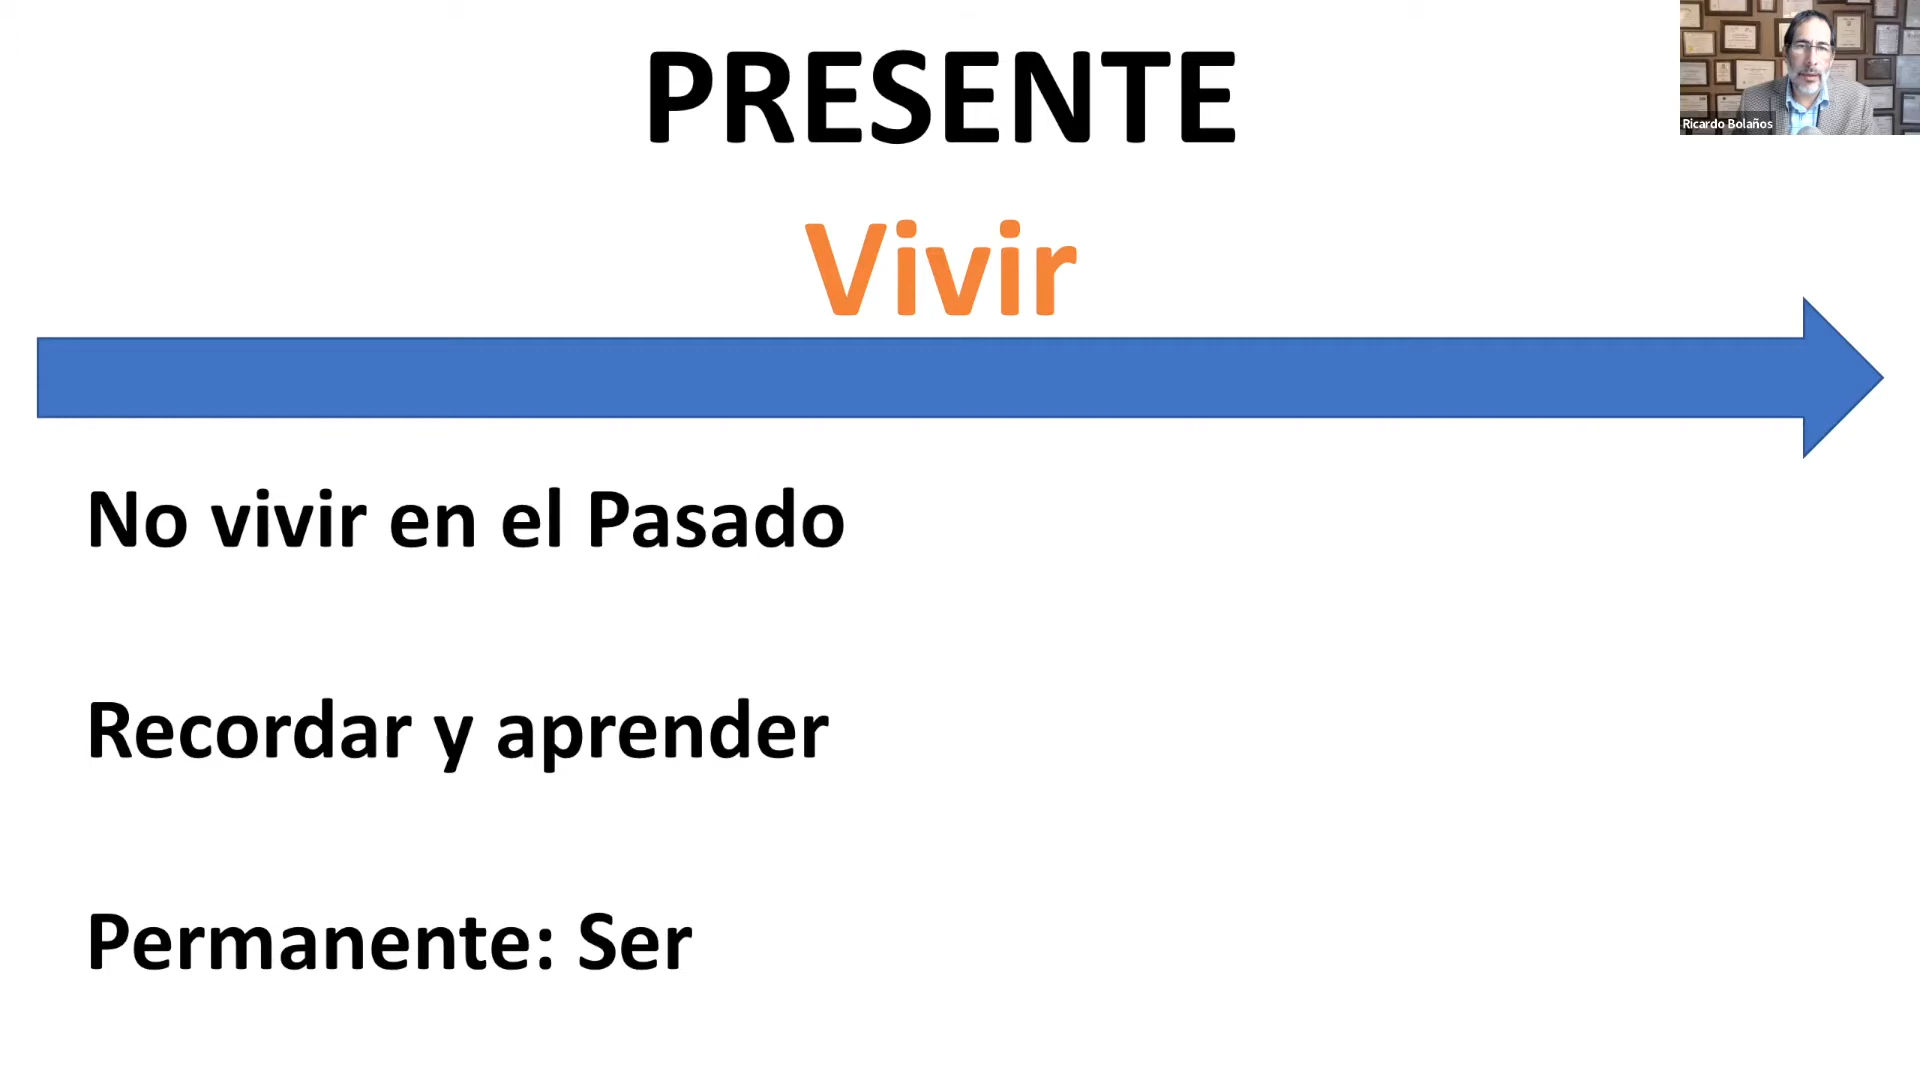 PRESENTE
Ricardo Bolaños
Vivir
No vivir en el Pasado
Recordar y aprender
Permanente: Ser